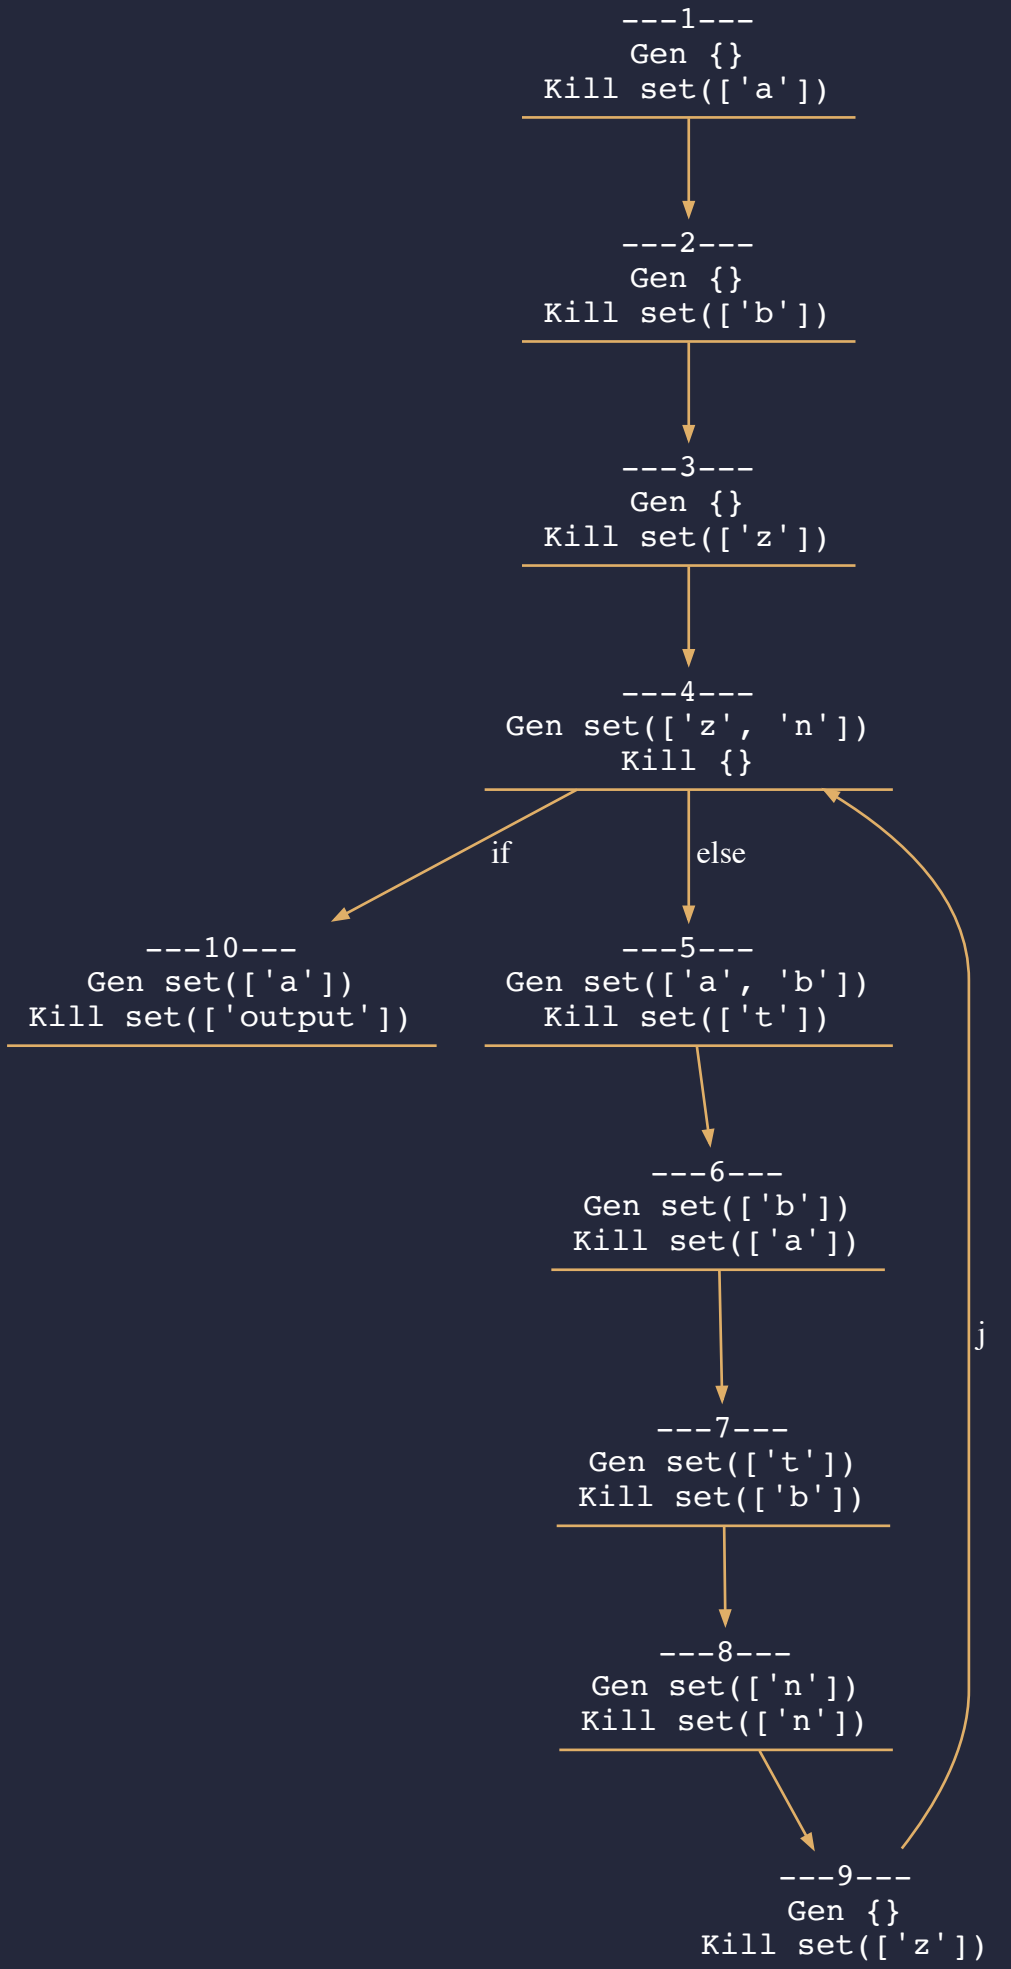 ---1---
Gen {}
Kill set(['a'])
---2---
Gen {}
Kill set(['b'])
---3---
Gen {}
Kill set(['z'])
---4---
Gen set(['z', 'n'])
Kill {}
if
else
---10---
Gen set(['a'])
Kill set(['output'])
---5---
Gen set(['a', 'b'])
Kill set(['t'])
---6---
Gen set(['b'])
Kill set(['a'])
j
---7---
Gen set(['t'])
Kill set(['b'])
---8---
Gen set(['n'])
Kill set(['n'])
---9---
Gen {}
Kill set(['z'])